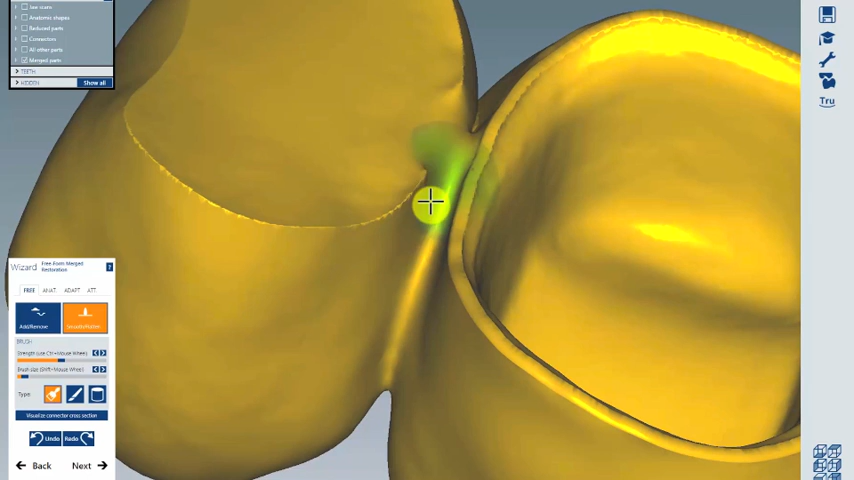 Jaw scans
Anatomic shapes
Reduced parts
Connectors
All other parts
Merged parts
TEETH
HIDDEN
Show all
Wizard
Free-Form Merged
Restoration
?
FREE
ANAT.
ADAPT
ATT.
Add/Remove
Smooth/Flatten
BRUSH
Strength (use Ctrl+Mouse Wheel)
Brush size (Shift+Mouse Wheel)
Type:
Visualize connector cross section
Undo
Redo
Back
Next
Tru